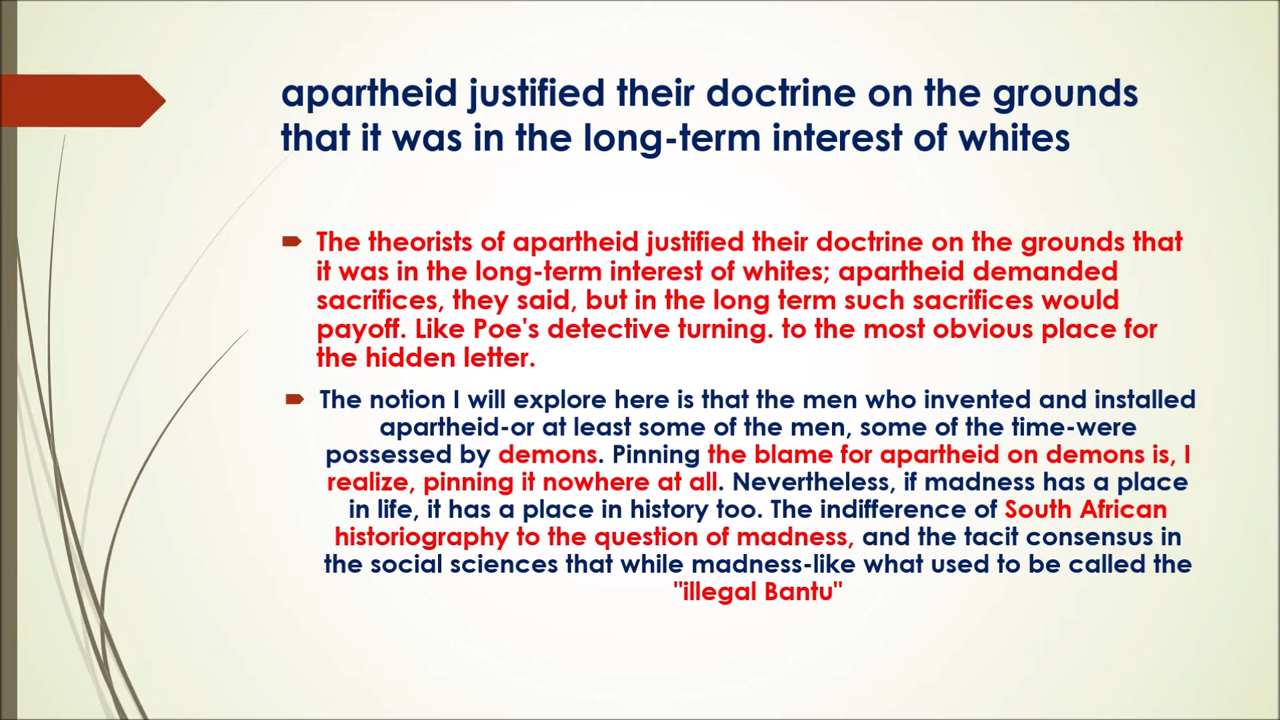 apartheid justified their doctrine on the grounds
that it was in the long-term interest of whites
The theorists of apartheid justified their doctrine on the grounds that
it was in the long-term interest of whites; apartheid demanded
sacrifices, they said, but in the long term such sacrifices would
payoff. Like Poe's detective turning. to the most obvious place for
the hidden letter.
The notion I will explore here is that the men who invented and installed
apartheid-or at least some of the men, some of the time-were
possessed by demons. Pinning the blame for apartheid on demons is, I
realize, pinning it nowhere at all. Nevertheless, if madness has a place
in life, it has a place in history too. The indifference of South African
historiography to the question of madness, and the tacit consensus in
the social sciences that while madness-like what used to be called the
"illegal Bantu"